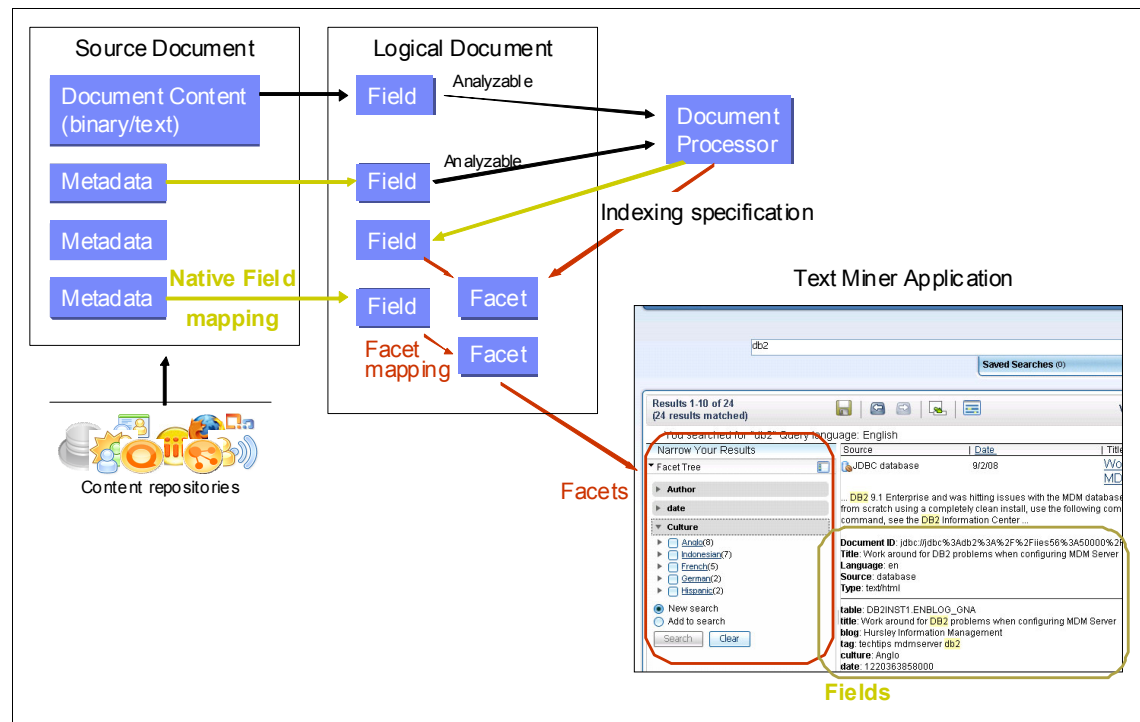 Source Document
Document Content
(binary/text)
Metadata
Metadata
Metadata
Native Field
mapping
Content repositories
Logical Document
Field
Analyzable
Field
Analyzable
Field
Field
Facet
Facet
mapping
Facet
Document
Processor
Indexing specification
Text Miner Application
db2
Saved Searches (0)
Results 1-10 of 24
(24 results matched)
You searched for "db2" Query language: English
Narrow Your Results
Facet Tree
Author
date
Culture
Anglo(8)
Indonesian(7)
French(5)
German(2)
Hispanic(2)
New search
Add to search
Search
Clear
Facets
Source
Date
JDBC database
9/2/08
... DB2 9.1 Enterprise and was hitting issues with the MDM database
from scratch using a completely clean install, use the following com
command, see the DB2 Information Center ...
Document ID: jdbc://jdbc%3Adb2%3A%2F%2Fiies56%3A50000%2F
Title: Work around for DB2 problems when configuring MDM Server
Language: en
Source: database
Type: text/html
table: DB2INST1.ENBLOG_GNA
title: Work around for DB2 problems when configuring MDM Server
blog: Hursley Information Management
tag: techtips mdmserver db2
culture: Anglo
date: 1220363858000
Fields